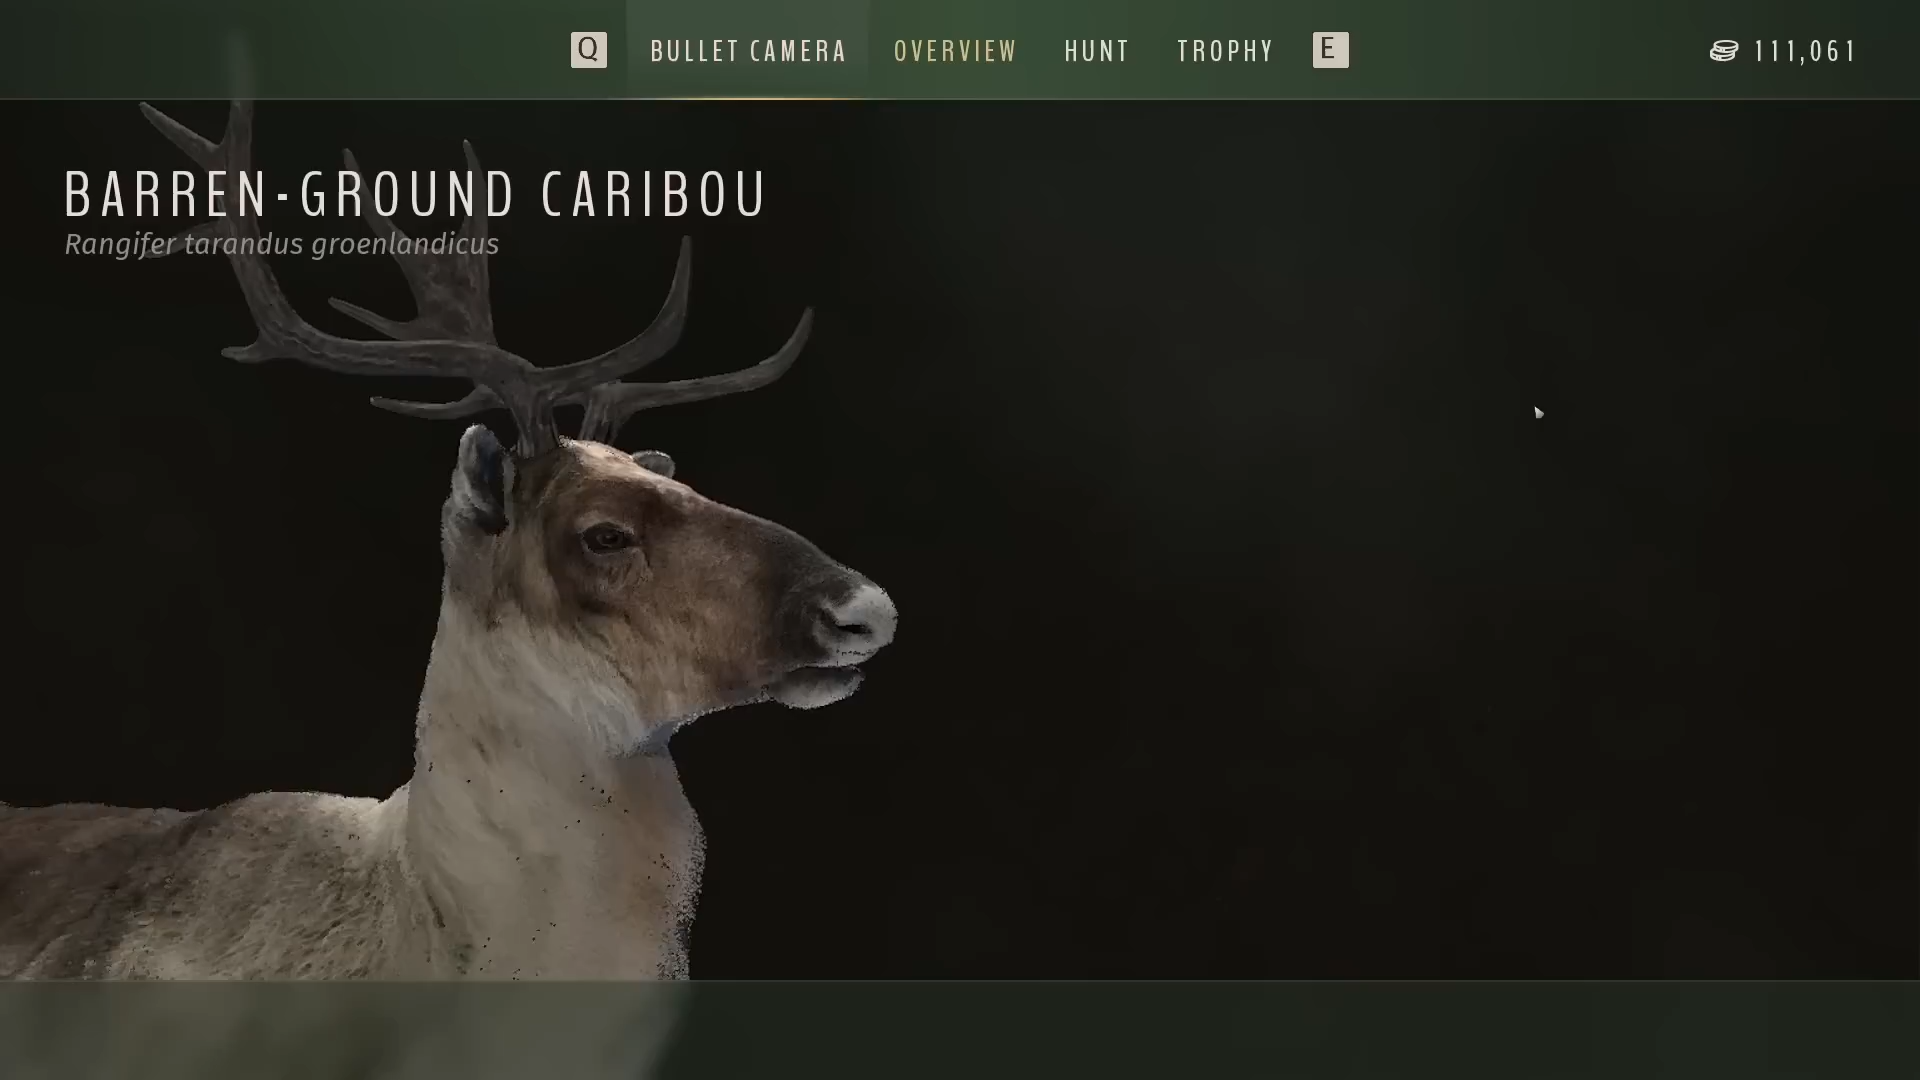 Q BULLET CAMERA OVERVIEW HUNT TROPHY E 111,061
BARREN-GROUND CARIBOU
Rangifer tarandus groenlandicus